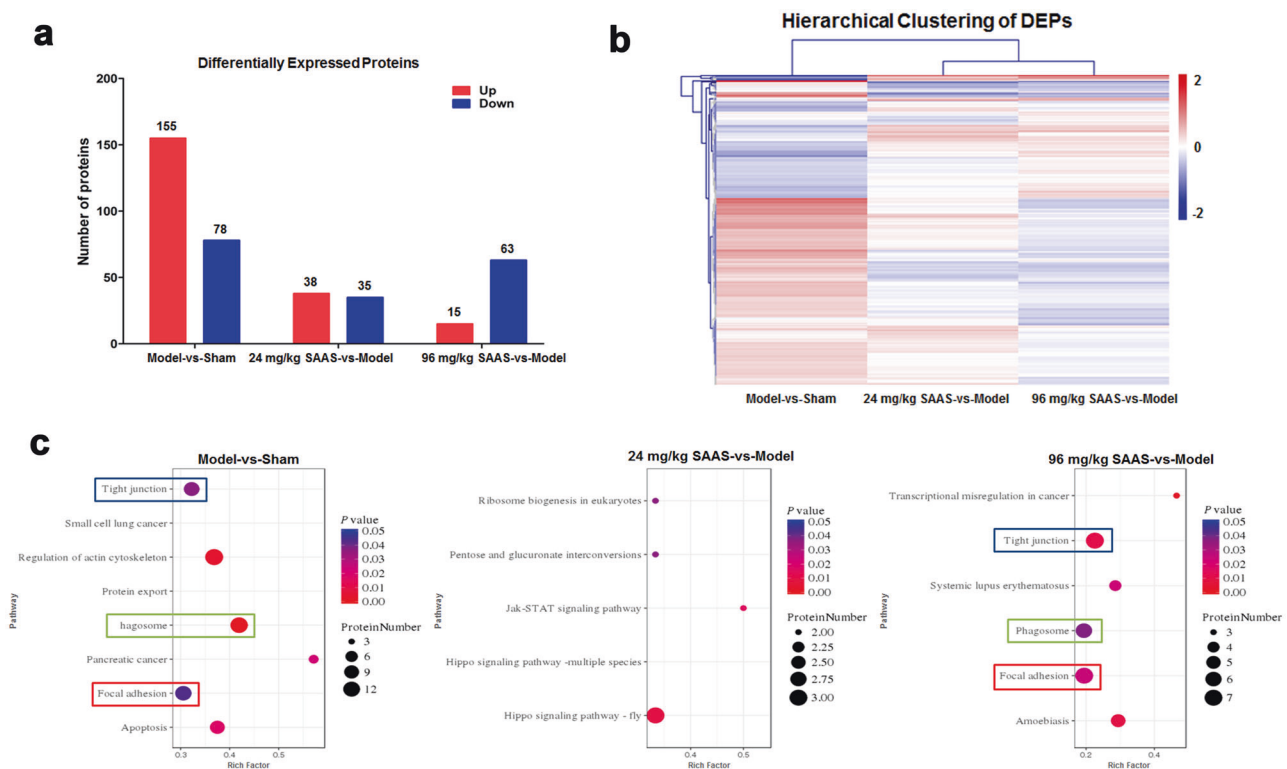 a
Differentially Expressed Proteins
Up
Down
Number of proteins
200
150
100
50
0
155
78
38
35
15
63
Model-vs-Sham
24 mg/kg SAAS-vs-Model
96 mg/kg SAAS-vs-Model
b
Hierarchical Clustering of DEPs
2
0
-2
Model-vs-Sham
24 mg/kg SAAS-vs-Model
96 mg/kg SAAS-vs-Model
c
Model-vs-Sham
Pathway
Tight junction
Small cell lung cancer
Regulation of actin cytoskeleton
Protein export
hagosome
Pancreatic cancer
Focal adhesion
Apoptosis
0.3
0.4
0.5
Rich Factor
P value
0.05
0.04
0.03
0.02
0.01
0.00
ProteinNumber
3
6
9
12
24 mg/kg SAAS-vs-Model
Pathway
Ribosome biogenesis in eukaryotes
Pentose and glucuronate interconversions
Jak-STAT signaling pathway
Hippo signaling pathway -multiple species
Hippo signaling pathway - fly
0.4
0.5
Rich Factor
P value
0.05
0.04
0.03
0.02
0.01
0.00
ProteinNumber
2.00
2.25
2.50
2.75
3.00
96 mg/kg SAAS-vs-Model
Pathway
Transcriptional misregulation in cancer
Tight junction
Systemic lupus erythematosus
Phagosome
Focal adhesion
Amoebiasis
0.2
0.4
Rich Factor
P value
0.05
0.04
0.03
0.02
0.01
0.00
ProteinNumber
3
4
5
6
7